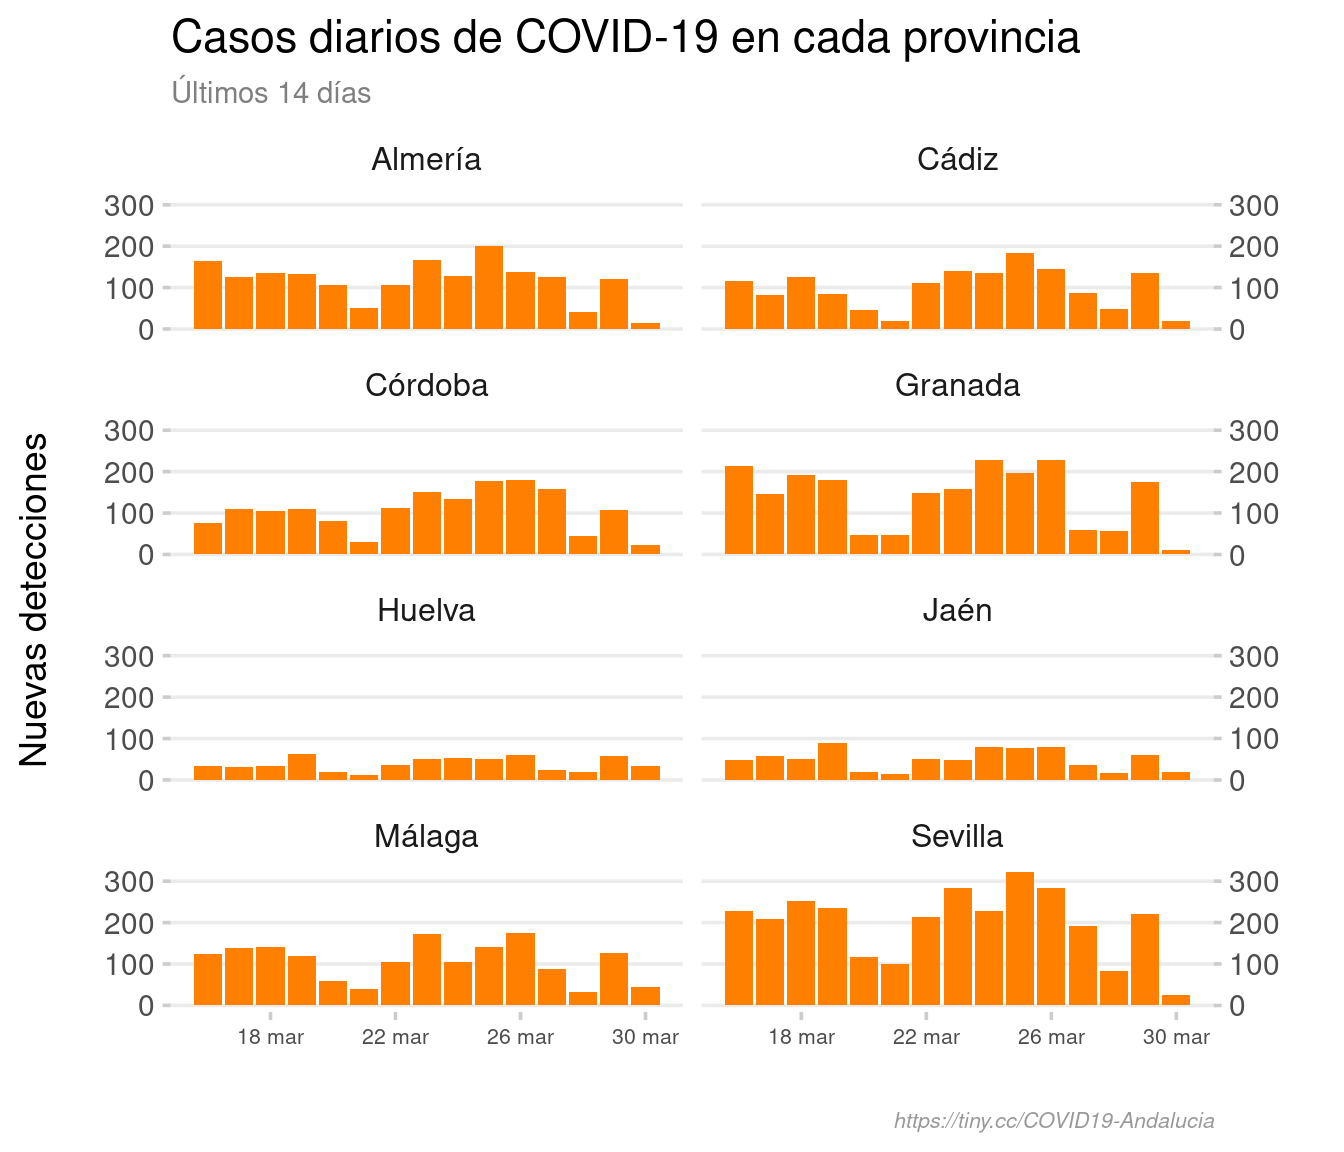 Casos diarios de COVID-19 en cada provincia
Últimos 14 días
Nuevas detecciones
Almería
Cádiz
300
200
100
0
300
200
100
0
Córdoba
Granada
300
200
100
0
300
200
100
0
Huelva
Jaén
300
200
100
0
300
200
100
0
Málaga
Sevilla
300
200
100
0
300
200
100
0
18 mar 22 mar 26 mar 30 mar
18 mar 22 mar 26 mar 30 mar
https://tiny.cc/COVID19-Andalucia